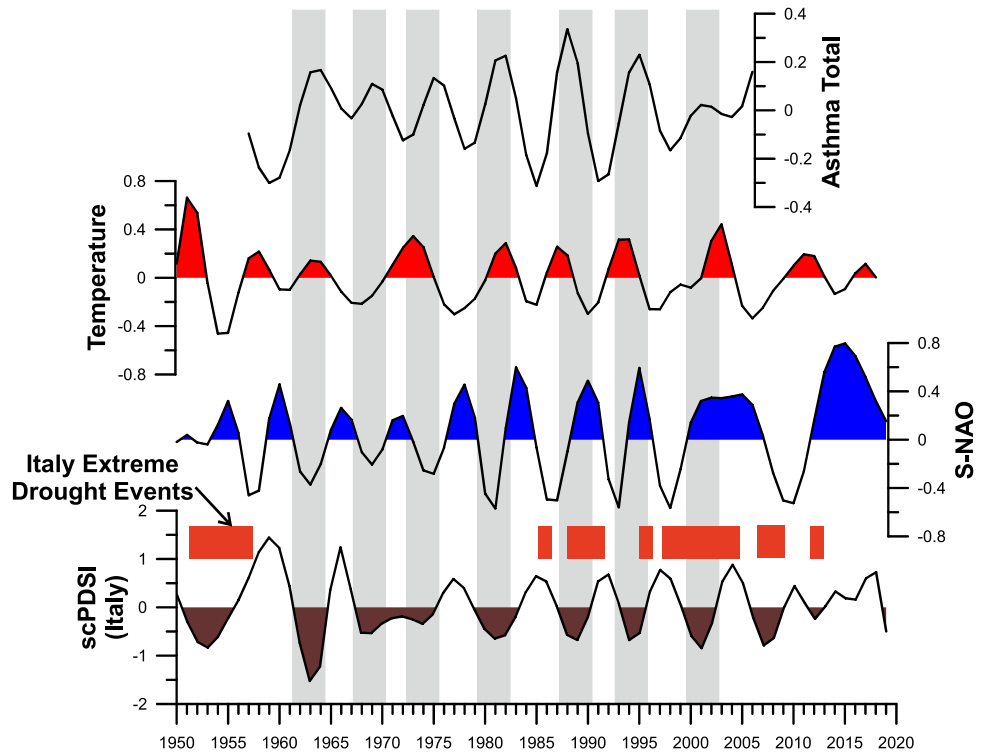 0.4
0.2
0
-0.2
-0.4
Asthma Total
0.8
0.4
0
-0.4
-0.8
Temperature
0.8
0.4
0
-0.4
-0.8
S-NAO
Italy Extreme
Drought Events
2
1
0
-1
-2
scPDSI
(Italy)
1950 1955 1960 1965 1970 1975 1980 1985 1990 1995 2000 2005 2010 2015 2020